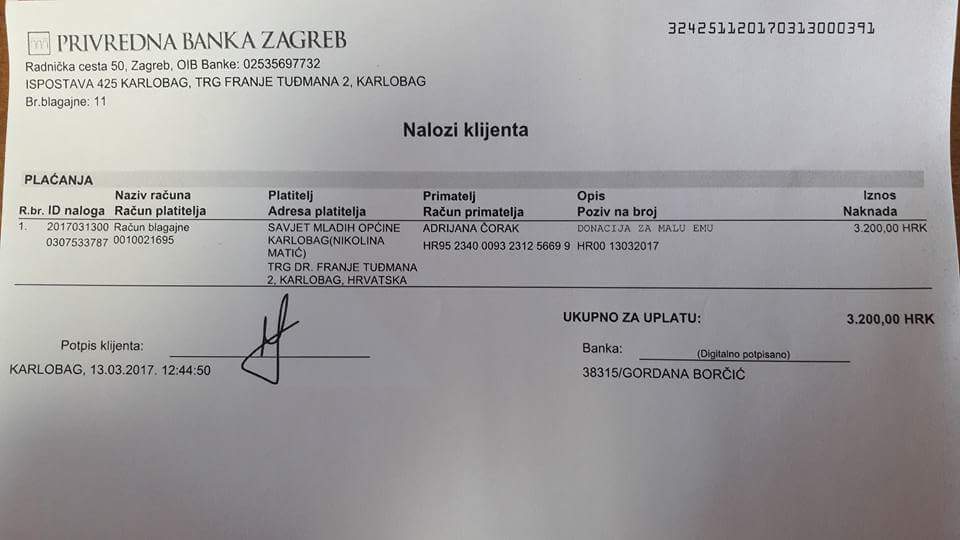 32425112017031300​0391
PRIVREDNA BANKA ZAGREB
Radnička cesta 50, Zagreb, OIB Banke: 02535697732
ISPOSTAVA 425 KARLOBAG, TRG FRANJE TUĐMANA 2, KARLOBAG
Br.blagajne: 11
Nalozi klijenta
PLAĆANJA
Naziv računa Platitelj Primatelj Opis Iznos
R.br. ID naloga Račun platitelja Adresa platitelja Račun primatelja Poziv na broj Naknada
1. 2017031300 Račun blagajne SAVJET MLADIH OPĆINE ADRIJANA ČORAK DONACIJA ZA MALU EMU 3.200,00 HRK
0307533787 0010021695 KARLOBAG(NIKOLINA HR95 2340 0093 2312 5669 9 HR00 13032017
MATIĆ)
TRG DR. FRANJE TUĐMANA
2, KARLOBAG, HRVATSKA
UKUPNO ZA UPLATU: 3.200,00 HRK
Potpis klijenta: Banka: (Digitalno potpisano)
KARLOBAG, 13.03.2017. 12:44:50 38315/GORDANA BORČIĆ